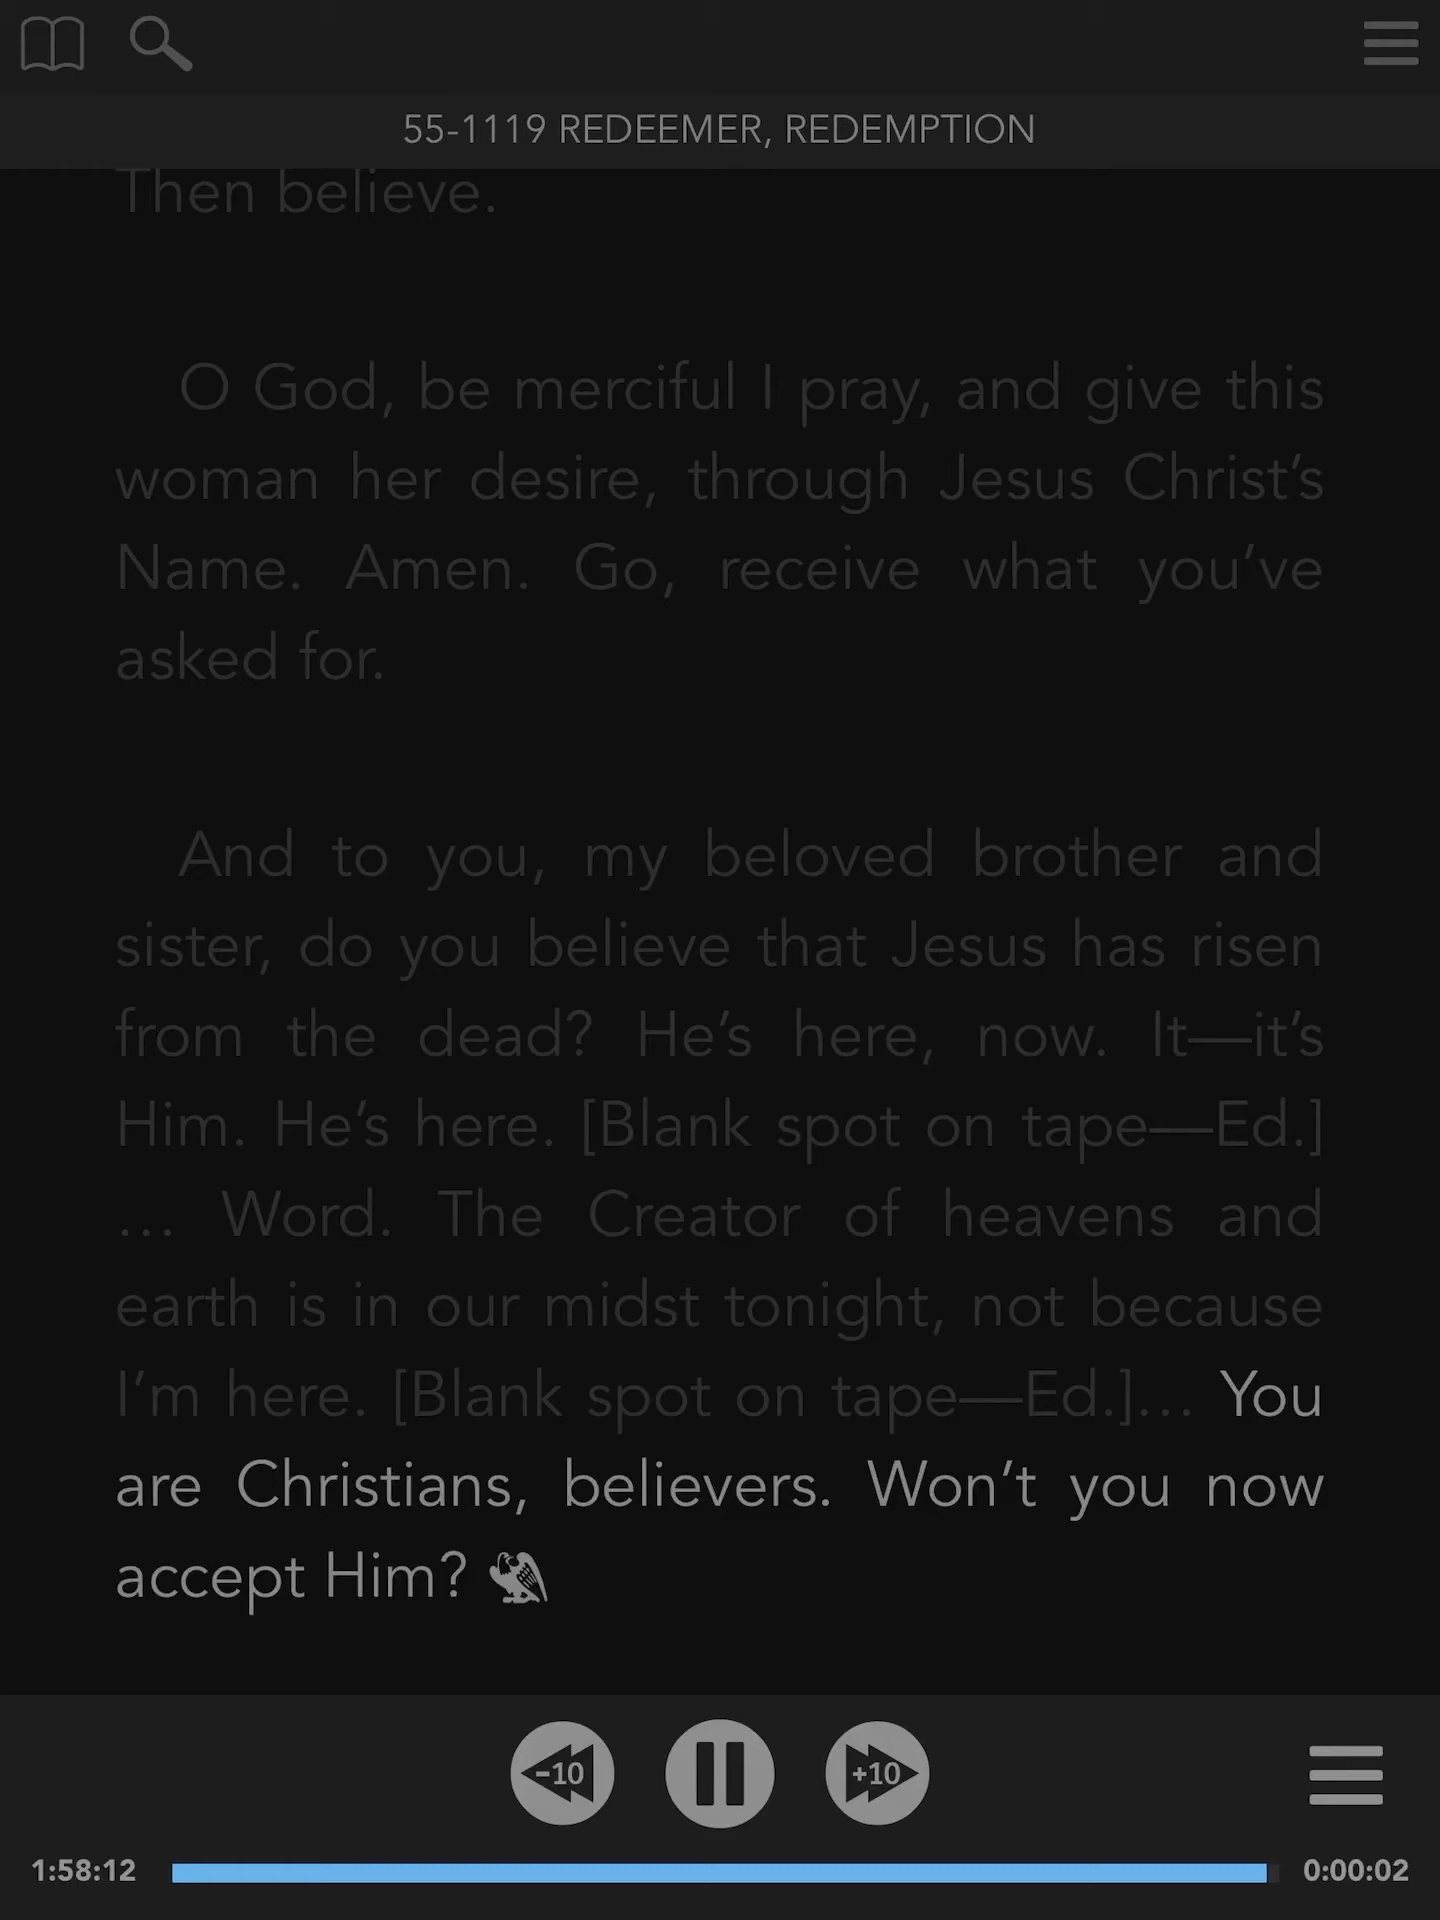 55-1119 REDEEMER, REDEMPTION
Then believe.
O God, be merciful I pray, and give this
woman her desire, through Jesus Christ’s
Name. Amen. Go, receive what you’ve
asked for.
And to you, my beloved brother and
sister, do you believe that Jesus has risen
from the dead? He’s here, now. It—it’s
Him. He’s here. [Blank spot on tape—Ed.]
… Word. The Creator of heavens and
earth is in our midst tonight, not because
I’m here. [Blank spot on tape—Ed.]… You
are Christians, believers. Won’t you now
accept Him?
-10 +10
1:58:12 0:00:02